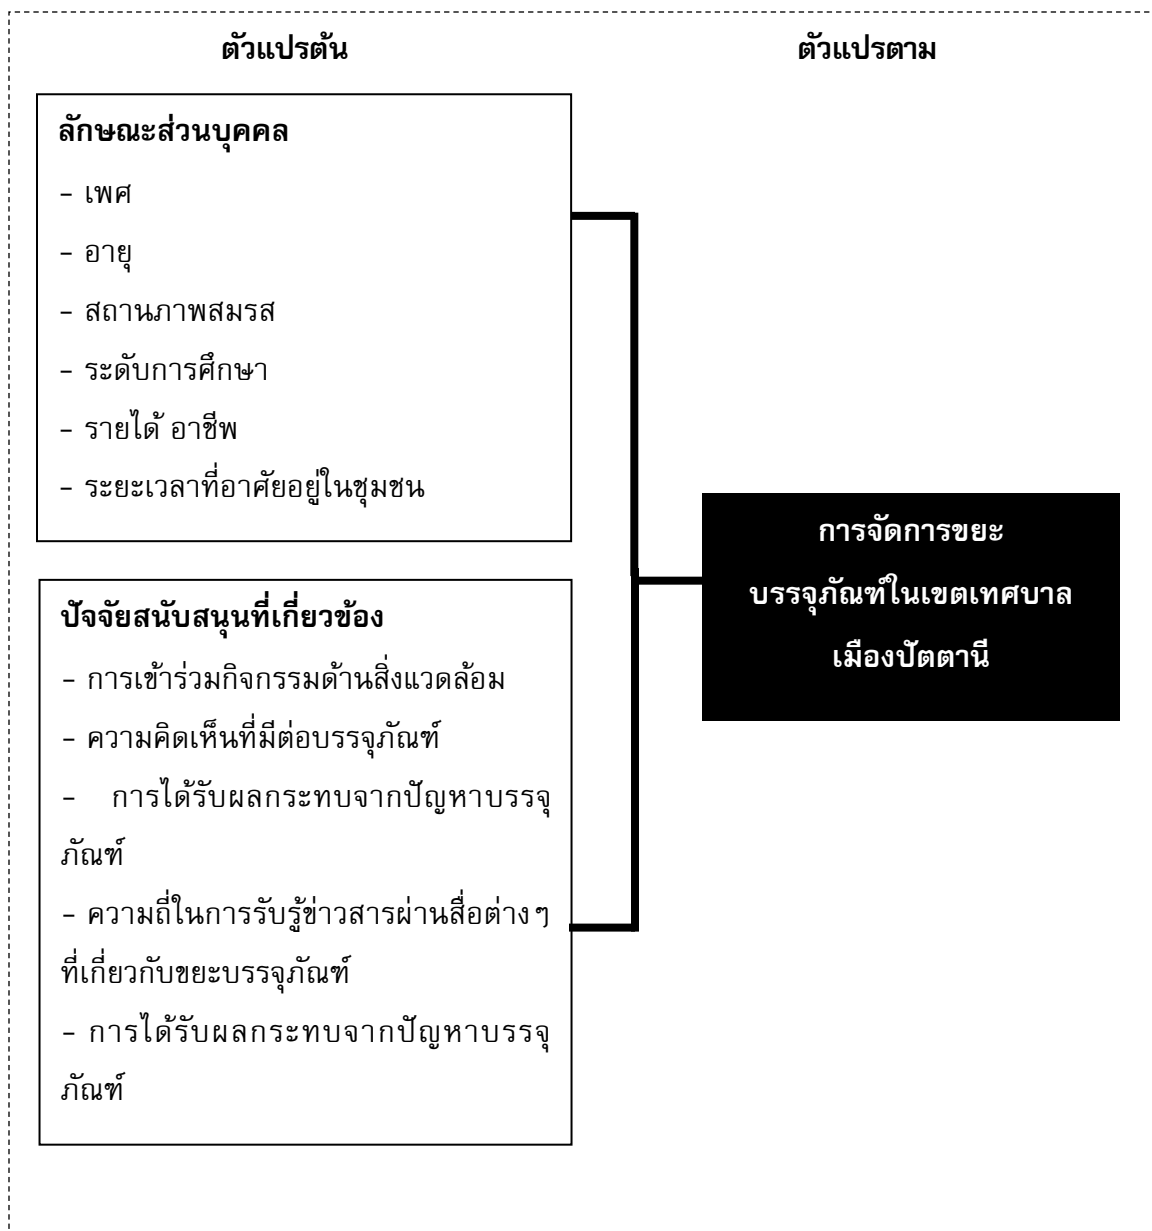 ตัวแปรต้น
ตัวแปรตาม
ลักษณะส่วนบุคคล
– เพศ
– อายุ
– สถานภาพสมรส
– ระดับการศึกษา
– รายได้ อาชีพ
– ระยะเวลาที่อาศัยอยู่ในชุมชน
ปัจจัยสนับสนุนที่เกี่ยวข้อง
– การเข้าร่วมกิจกรรมด้านสิ่งแวดล้อม
– ความคิดเห็นที่มีต่อบรรจุภัณฑ์
– การได้รับผลกระทบจากปัญหาบรรจุ
ภัณฑ์
– ความถี่ในการรับรู้ข่าวสารผ่านสื่อต่าง ๆ
ที่เกี่ยวกับขยะบรรจุภัณฑ์
– การได้รับผลกระทบจากปัญหาบรรจุ
ภัณฑ์
การจัดการขยะ
บรรจุภัณฑ์ในเขตเทศบาล
เมืองปัตตานี